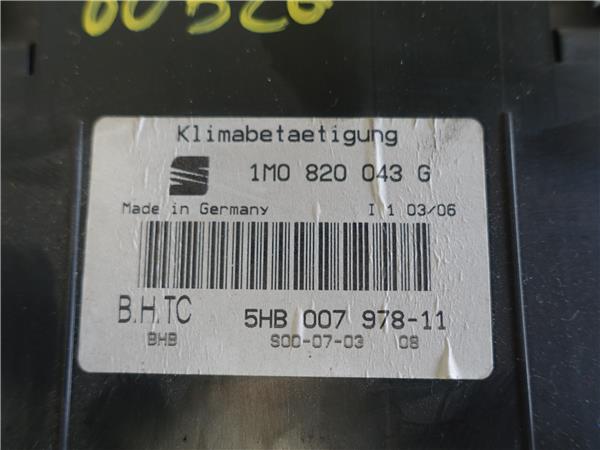 Klimabetaetigung
1M0 820 043 G
Made in Germany I 1 03/06
B.H.TC 5HB 007 978-11
BHB SOD-07-03 08